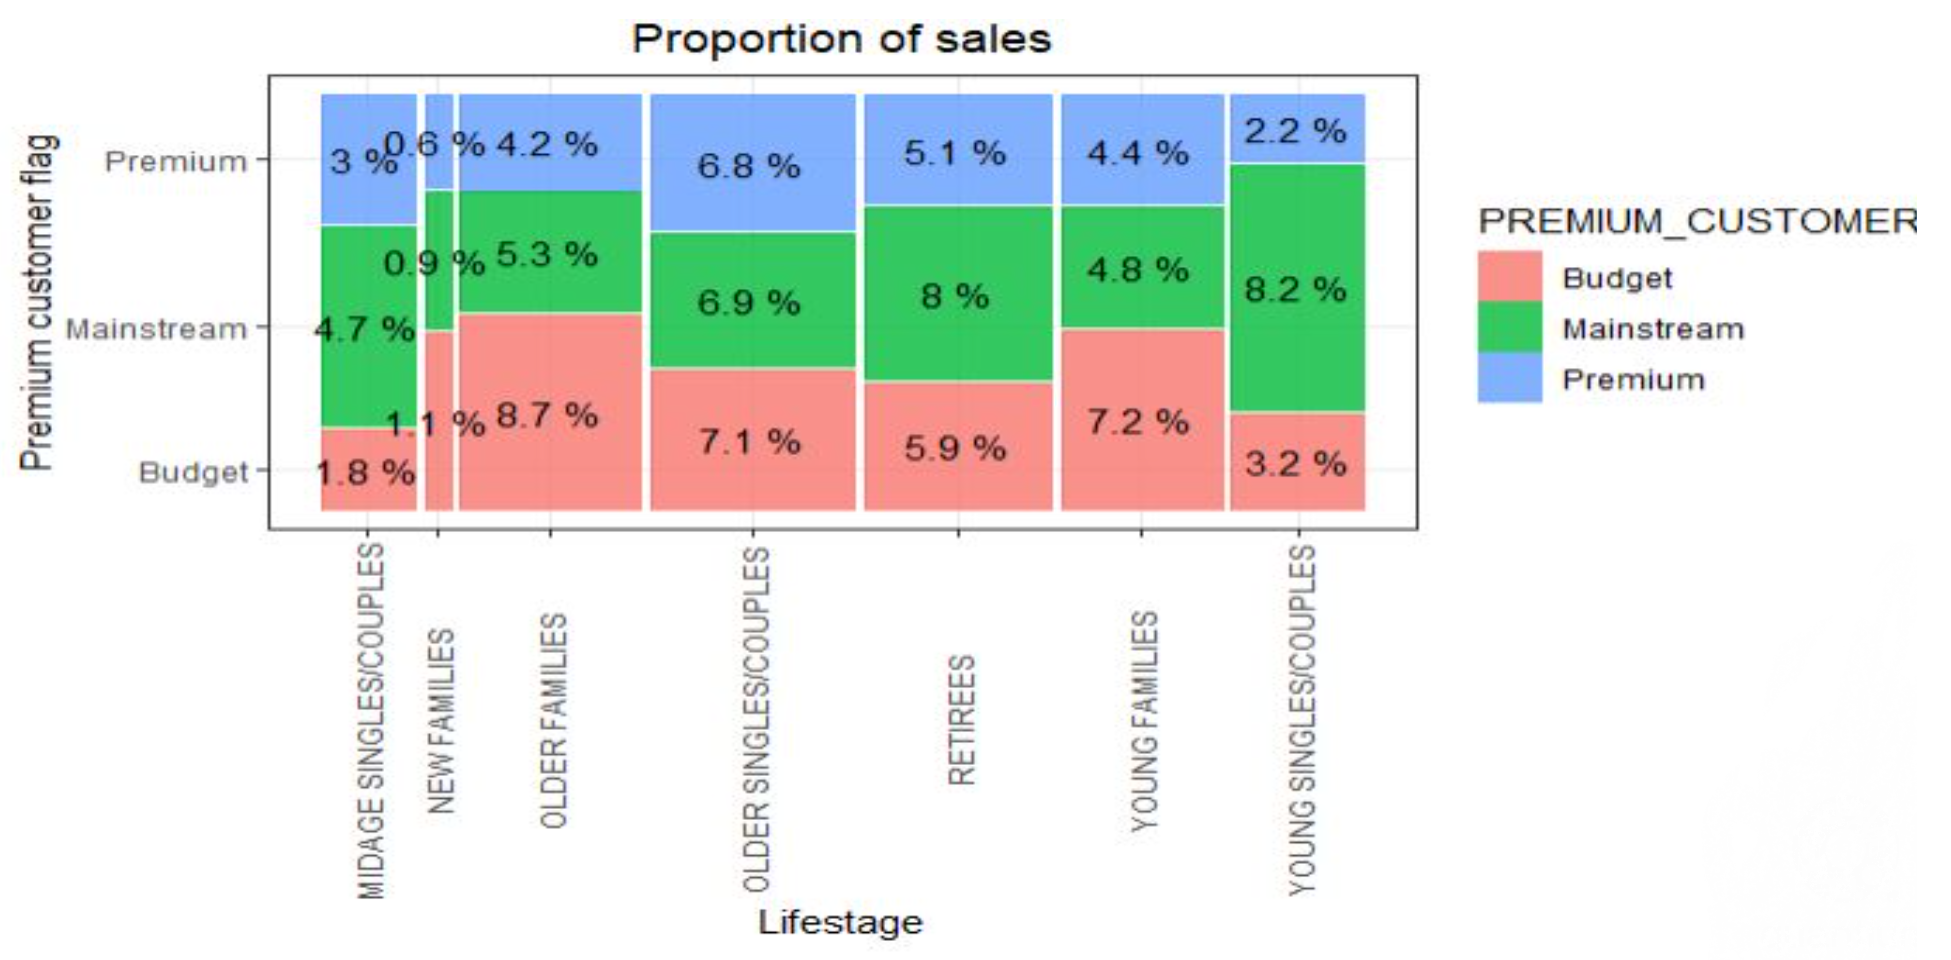 Proportion of sales
Premium customer flag
Premium
Mainstream
Budget
3 %
0.6 %
4.2 %
6.8 %
5.1 %
4.4 %
2.2 %
4.7 %
0.9 %
5.3 %
6.9 %
8 %
4.8 %
8.2 %
1.8 %
1.1 %
8.7 %
7.1 %
5.9 %
7.2 %
3.2 %
MIDAGE SINGLES/COUPLES
NEW FAMILIES
OLDER FAMILIES
OLDER SINGLES/COUPLES
RETIREES
YOUNG FAMILIES
YOUNG SINGLES/COUPLES
Lifestage
PREMIUM_CUSTOMER
Budget
Mainstream
Premium